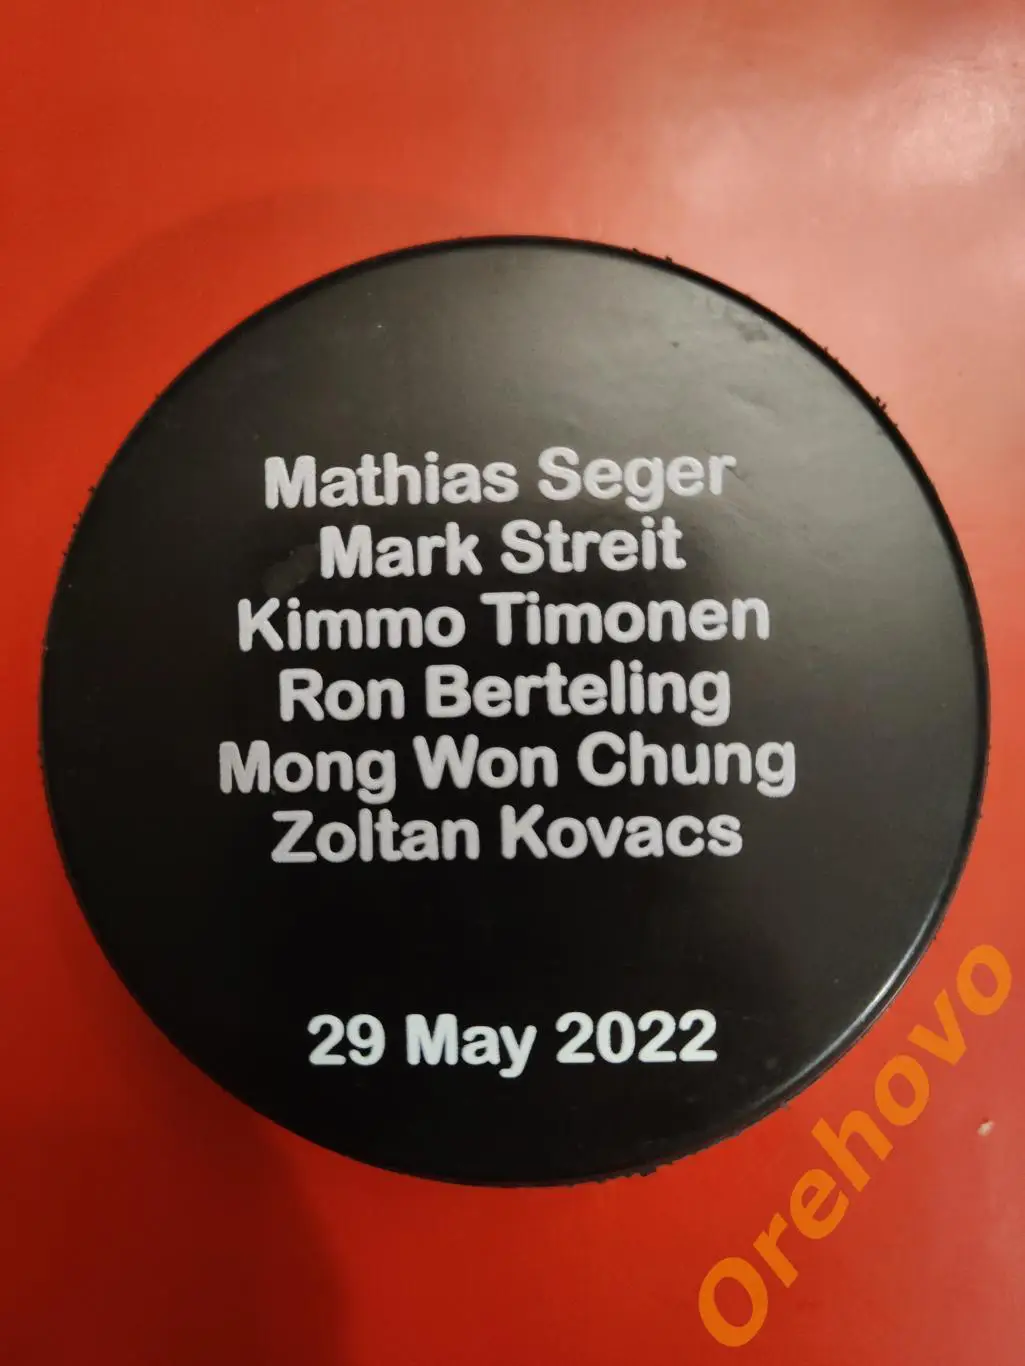 Mathias Seger
Mark Streit
Kimmo Timonen
Ron Berteling
Mong Won Chung
Zoltan Kovacs
29 May 2022
Orehovo